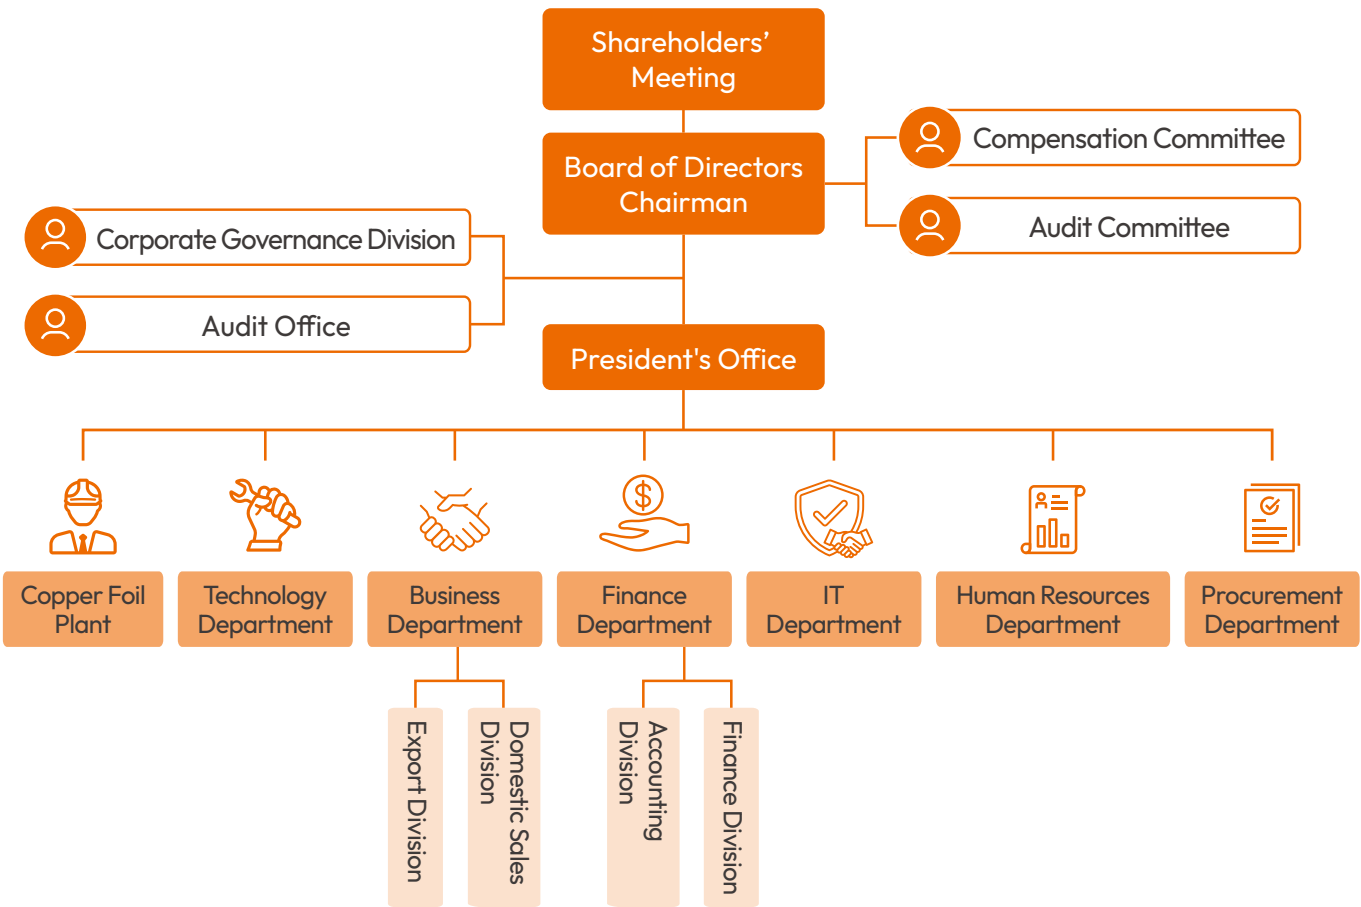 Shareholders’
Meeting
Board of Directors
Chairman
Compensation Committee
Audit Committee
Corporate Governance Division
Audit Office
President's Office
Copper Foil
Plant
Technology
Department
Business
Department
Finance
Department
IT
Department
Human Resources
Department
Procurement
Department
Export Division
Domestic Sales
Division
Accounting
Division
Finance Division